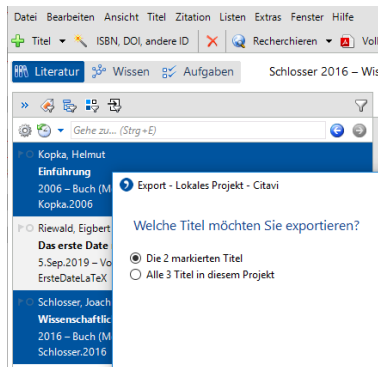 Datei Bearbeiten Ansicht Titel Zitation Listen Extras Fenster Hilfe
Titel ISBN, DOI, andere ID Recherchieren
Literatur Wissen Aufgaben Schlosser 2016 –
Gehe zu... (Strg+E)
Kopka, Helmut
Einführung
2006 – Buch
Kopka.2006
Export - Lokales Projekt - Citavi
Welche Titel möchten Sie exportieren?
Die 2 markierten Titel
Alle 3 Titel in diesem Projekt
Riewald, Eigbert
Das erste Date
5.Sep.2019 –
ErsteDateLaTeX
Schlosser, Joach
Wissenschaftlic
2016 – Buch
Schlosser.2016